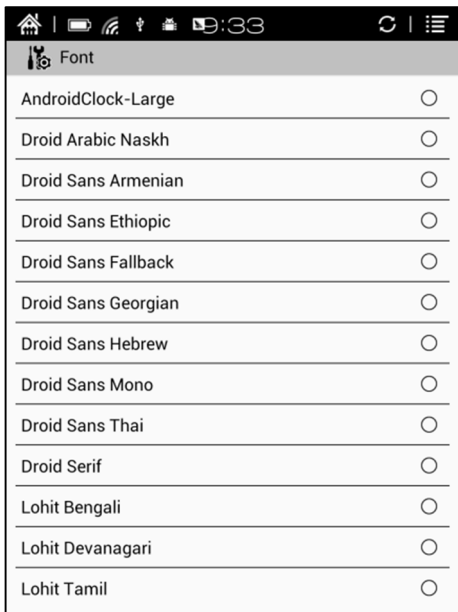 9:33
Font
AndroidClock-Large
Droid Arabic Naskh
Droid Sans Armenian
Droid Sans Ethiopic
Droid Sans Fallback
Droid Sans Georgian
Droid Sans Hebrew
Droid Sans Mono
Droid Sans Thai
Droid Serif
Lohit Bengali
Lohit Devanagari
Lohit Tamil